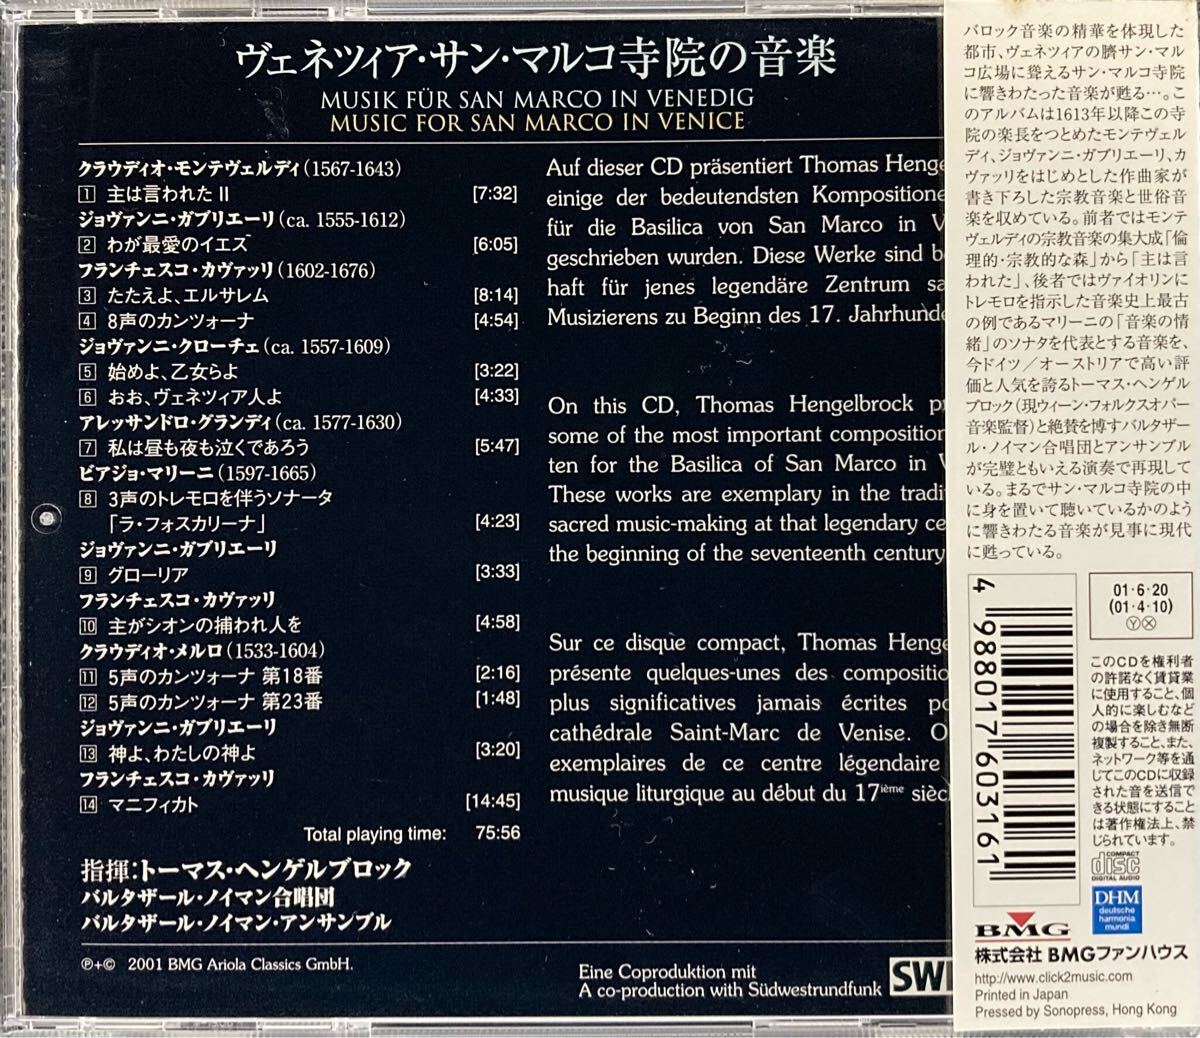 ヴェネツィア・サン・マルコ寺院の音楽
MUSIK FÜR SAN MARCO IN VENEDIG
MUSIC FOR SAN MARCO IN VENICE
クラウディオ・モンテヴェルディ(1567-1643)
1 主は言われた II [7:32]
ジョヴァンニ・ガブリエーリ(ca. 1555-1612)
2 わが最愛のイエズ [6:05]
フランチェスコ・カヴァッリ(1602-1676)
3 たたえよ、エルサレム [8:14]
4 8声のカンツォーナ [4:54]
ジョヴァンニ・クローチェ(ca. 1557-1609)
5 始めよ、乙女らよ [3:22]
6 おお、ヴェネツィア人よ [4:33]
アレッサンドロ・グランディ(ca. 1577-1630)
7 私は昼も夜も泣くであろう [5:47]
ビアジョ・マリーニ(1597-1665)
8 3声のトレモロを伴うソナータ
「ラ・フォスカリーナ」 [4:23]
ジョヴァンニ・ガブリエーリ
9 グローリア [3:33]
フランチェスコ・カヴァッリ
10 主がシオンの捕われ人を [4:58]
クラウディオ・メルロ(1533-1604)
11 5声のカンツォーナ 第18番 [2:16]
12 5声のカンツォーナ 第23番 [1:48]
ジョヴァンニ・ガブリエーリ
13 神よ、わたしの神よ [3:20]
フランチェスコ・カヴァッリ
14 マニフィカト [14:45]
Total playing time: 75:56
指揮：トーマス・ヘンゲルブロック
バルタザール・ノイマン合唱団
バルタザール・ノイマン・アンサンブル
Auf dieser CD präsentiert Thomas Hengel
einige der bedeutendsten Kompositione
für die Basilica von San Marco in V
geschrieben wurden. Diese Werke sind be
haft für jenes legendäre Zentrum sa
Musizierens zu Beginn des 17. Jahrhunde
On this CD, Thomas Hengelbrock pr
some of the most important composition
ten for the Basilica of San Marco in V
These works are exemplary in the tradi
sacred music-making at that legendary ce
the beginning of the seventeenth century
Sur ce disque compact, Thomas Henge
présente quelques-unes des compositio
plus significatives jamais écrites po
cathédrale Saint-Marc de Venise. O
exemplaires de ce centre légendaire
musique liturgique au début du 17ième sièc
℗+© 2001 BMG Ariola Classics GmbH.
Eine Coproduktion mit
A co-production with Südwestrundfunk
SW
バロック音楽の精華を体現した
都市、ヴェネツィアの臍サン・マル
コ広場に聳えるサン・マルコ寺院
に響きわたった音楽が甦る…。こ
のアルバムは1613年以降この寺
院の楽長をつとめたモンテヴェル
ディ、ジョヴァンニ・ガブリエーリ、カ
ヴァッリをはじめとした作曲家が
書き下ろした宗教音楽と世俗音
楽を収めている。前者ではモンテ
ヴェルディの宗教音楽の集大成「倫
理的・宗教的な森」から「主は言
われた」、後者ではヴァイオリンに
トレモロを指示した音楽史上最古
の例であるマリーニの「音楽の情
緒」のソナタを代表とする音楽を、
今ドイツ／オーストリアで高い評
価と人気を誇るトーマス・ヘンゲル
ブロック(現ウィーン・フォルクスオパー
音楽監督)と絶賛を博すバルタザー
ル・ノイマン合唱団とアンサンブル
が完璧ともいえる演奏で再現して
いる。まるでサン・マルコ寺院の中
に身を置いて聴いているかのよう
に響きわたる音楽が見事に現代
に甦っている。
4 988017 603161
01・6・20
(01・4・10)
Ⓨ Ⓧ
このCDを権利者
の許諾なく賃貸業
に使用すること、個
人的に楽しむなど
の場合を除き無断
複製すること、また、
ネットワーク等を通
じてこのCDに収録
された音を送信で
きる状態にすること
は著作権法上、禁
じられています。
COMPACT
disc
DIGITAL AUDIO
DHM
deutsche
harmonia
mundi
BMG
株式会社 BMGファンハウス
http://www.click2music.com
Printed in Japan
Pressed by Sonopress, Hong Kong